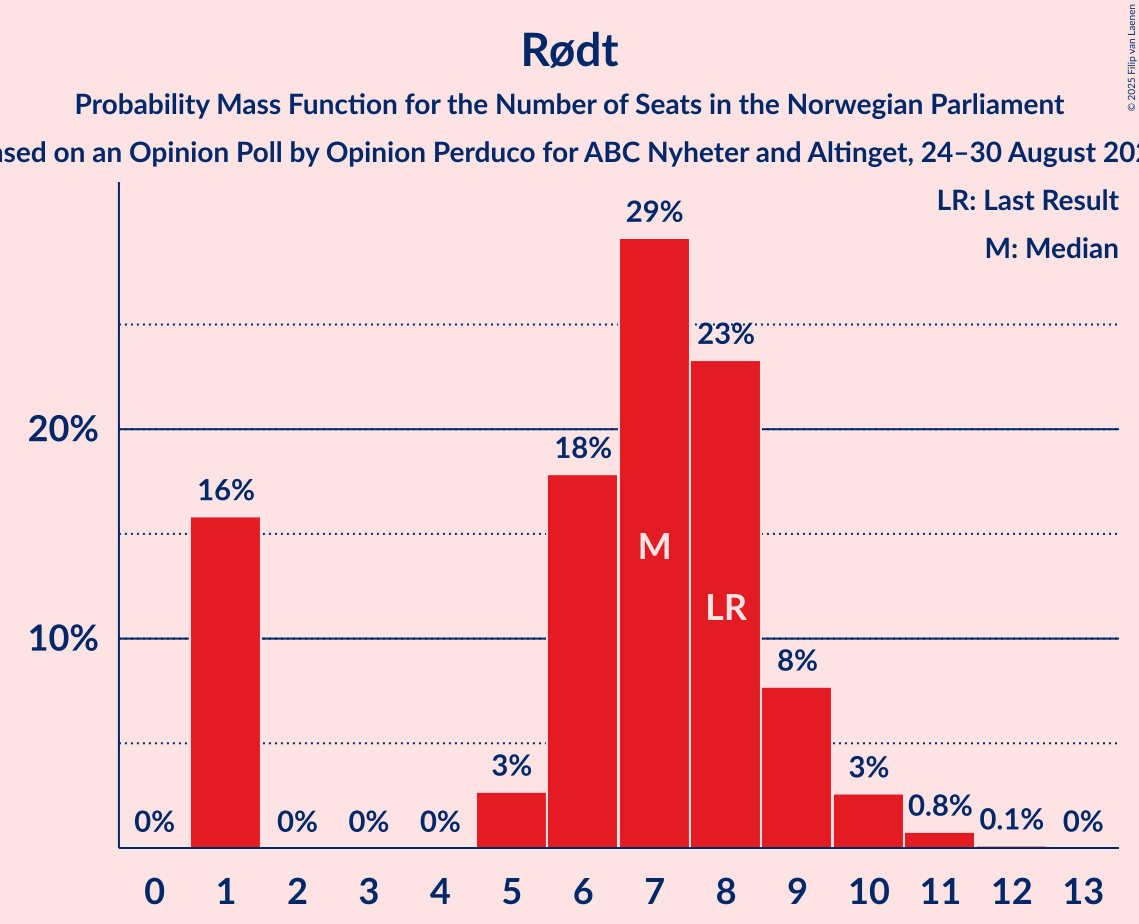 © 2025 Filip van Laenen
Rødt
Probability Mass Function for the Number of Seats in the Norwegian Parliament
on an Opinion Poll by Opinion Perduco for ABC Nyheter and Altinget, 24–30 August
LR: Last Result
M: Median
29%
23%
20%
18%
16%
M
LR
10%
8%
3%
3%
0%
0%
0%
0%
0.8%
0.1%
0%
0 1 2 3 4 5 6 7 8 9 10 11 12 13